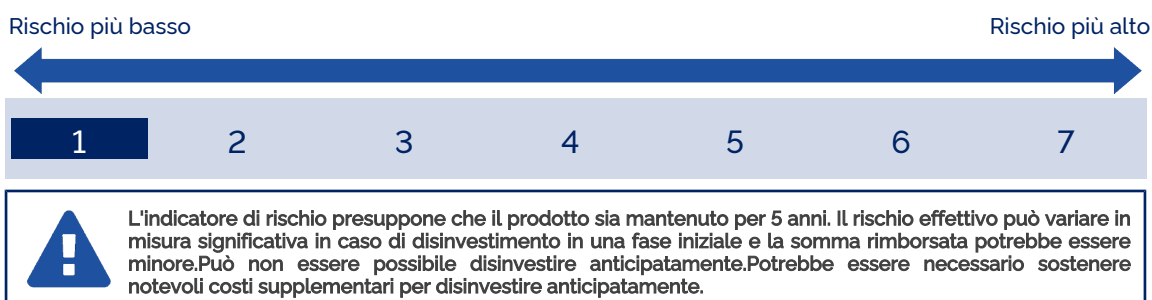 Rischio più basso Rischio più alto
1 2 3 4 5 6 7
L'indicatore di rischio presuppone che il prodotto sia mantenuto per 5 anni. Il rischio effettivo può variare in
misura significativa in caso di disinvestimento in una fase iniziale e la somma rimborsata potrebbe essere
minore.Può non essere possibile disinvestire anticipatamente.Potrebbe essere necessario sostenere
notevoli costi supplementari per disinvestire anticipatamente.